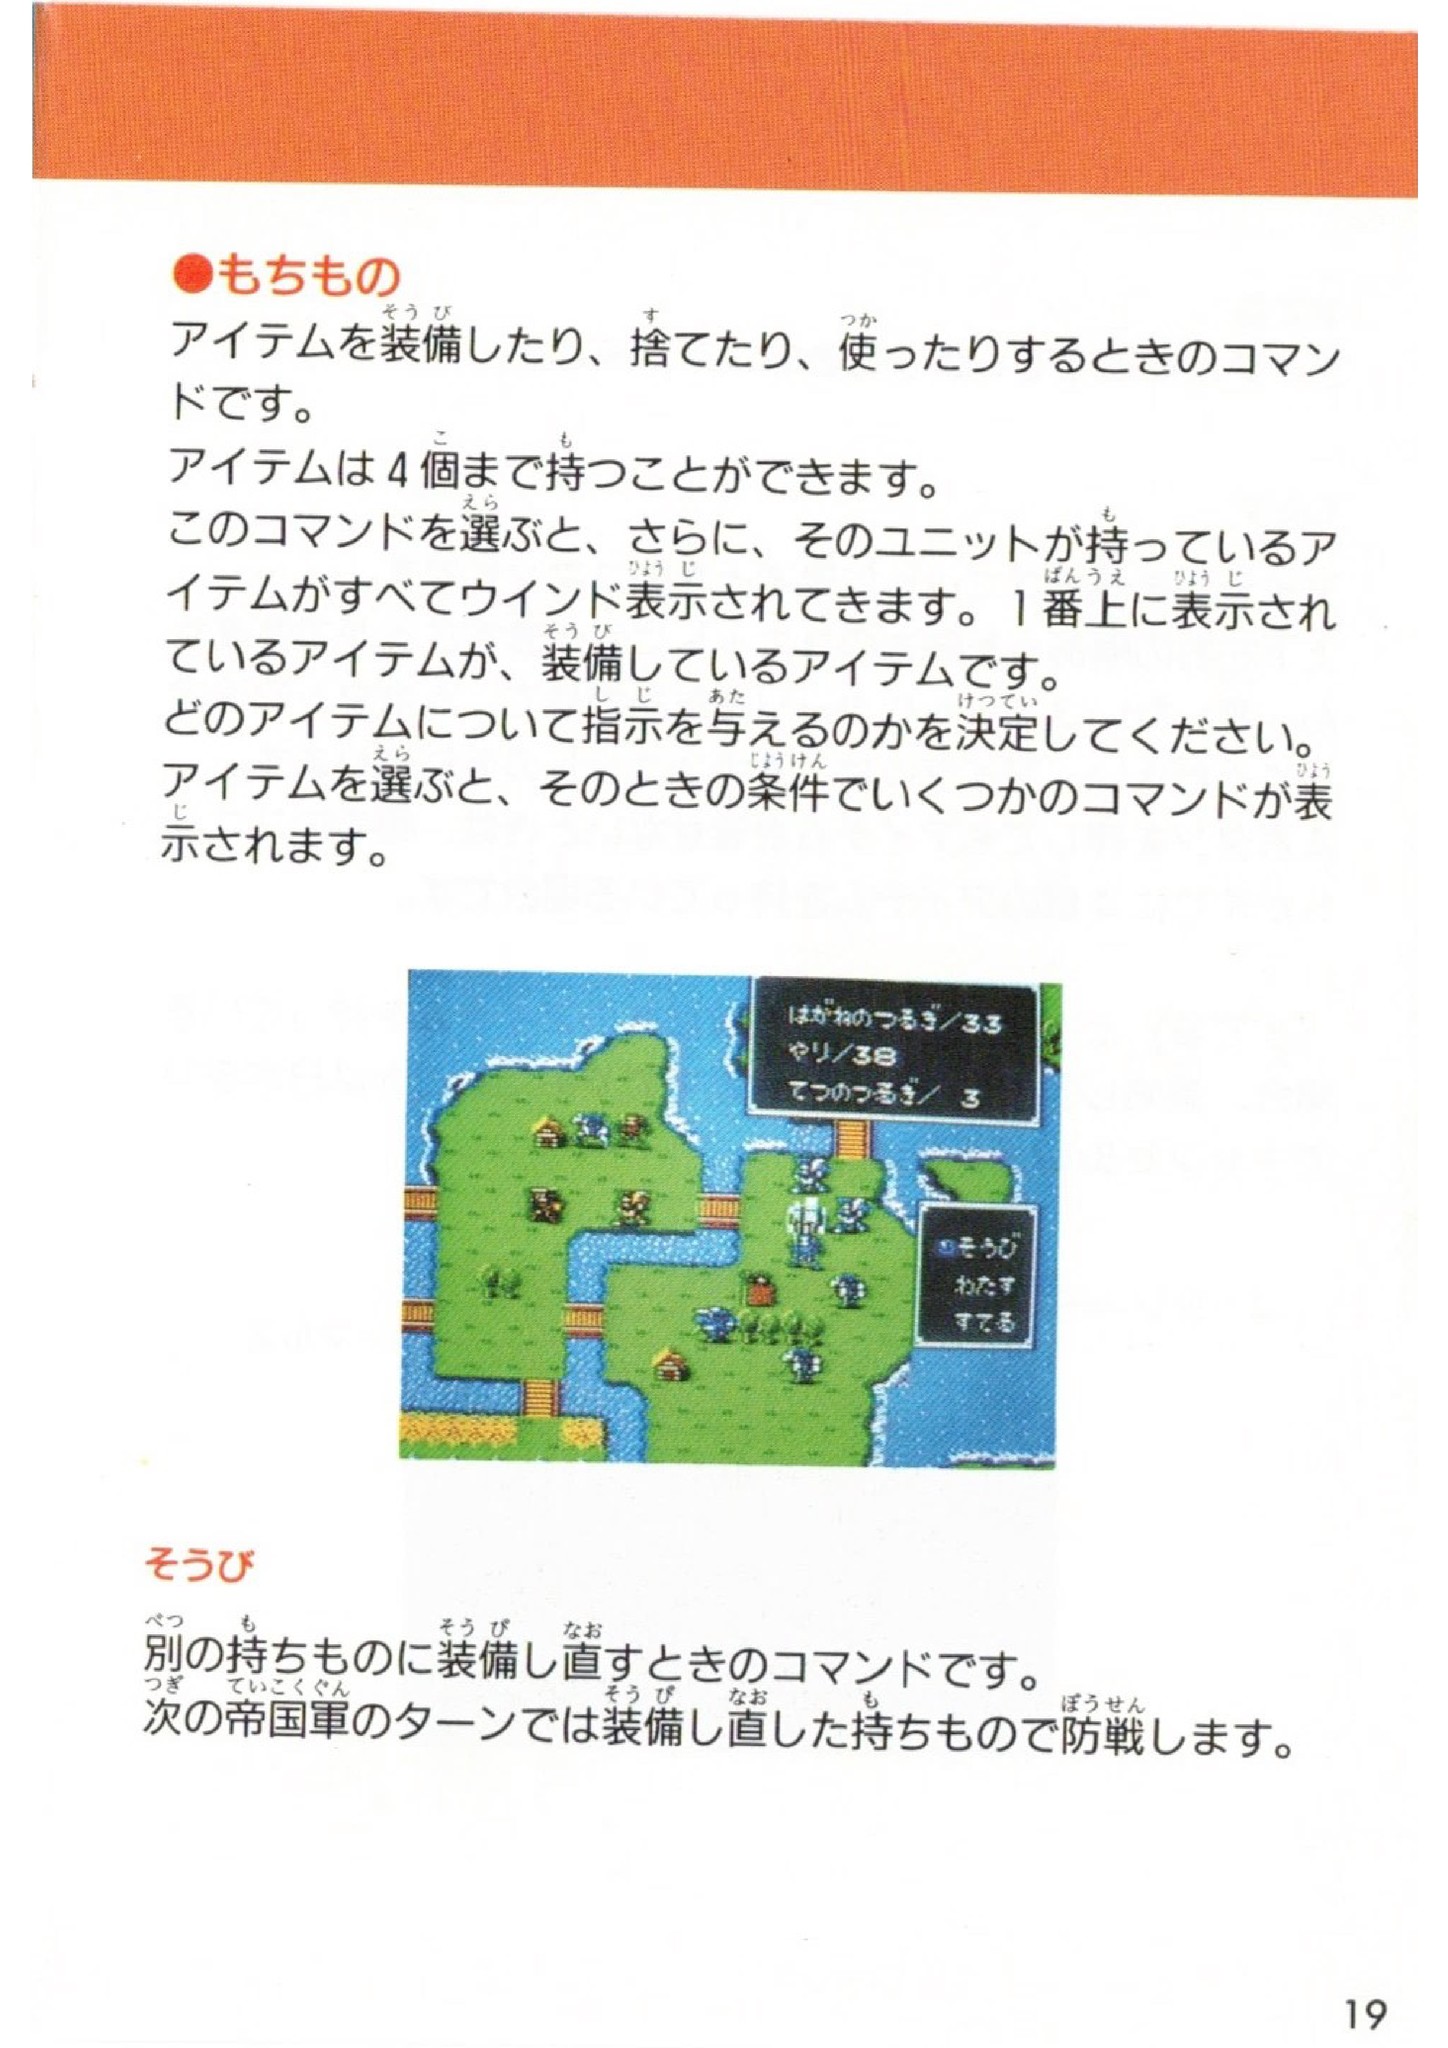 ●もちもの
アイテムを装備したり、捨てたり、使ったりするときのコマン
ドです。
アイテムは4個まで持つことができます。
このコマンドを選ぶと、さらに、そのユニットが持っているア
イテムがすべてウインド表示されてきます。1番上に表示され
ているアイテムが、装備しているアイテムです。
どのアイテムについて指示を与えるのかを決定してください。
アイテムを選ぶと、そのときの条件でいくつかのコマンドが表
示されます。
はがねのつるぎ/33
やり/38
てつのつるぎ/ 3
そうび
わたす
すてる
そうび
別の持ちものに装備し直すときのコマンドです。
次の帝国軍のターンでは装備し直した持ちもので防戦します。
19